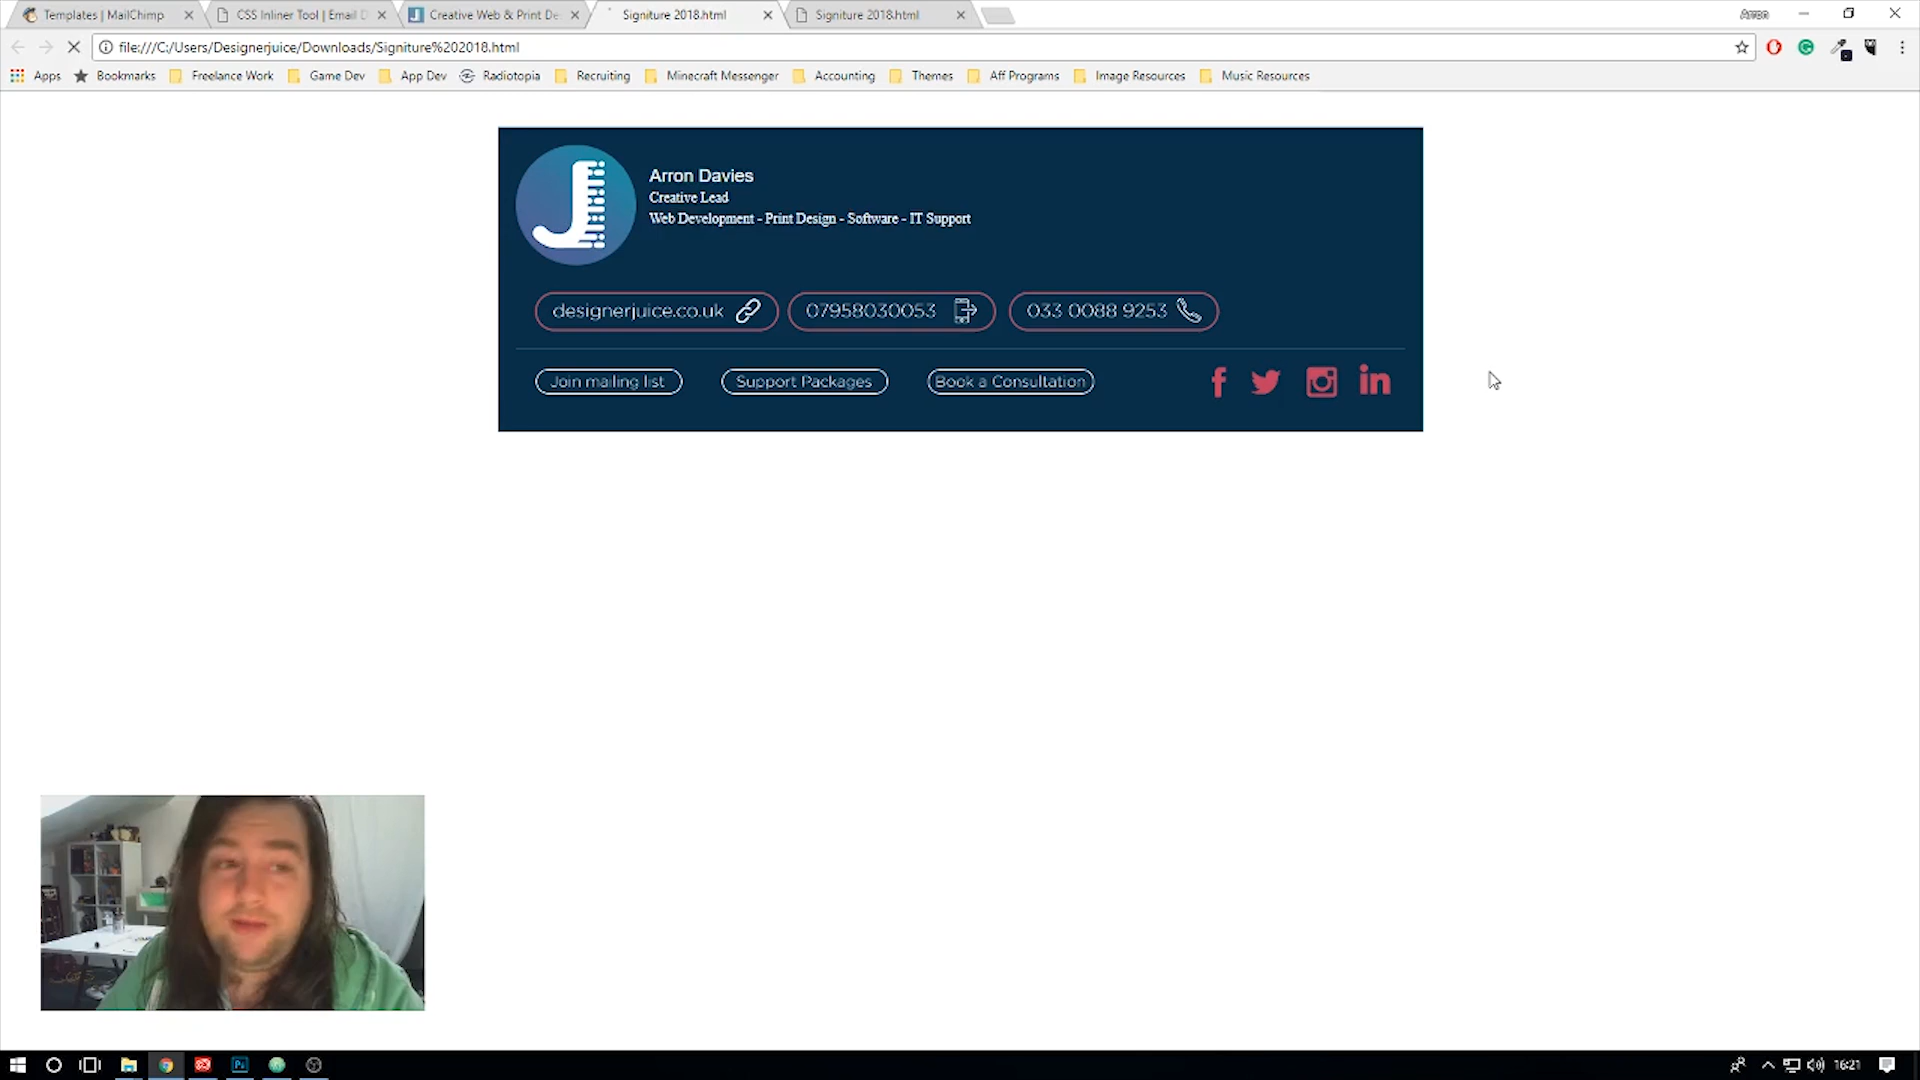 Templates | MailChimp
CSS Inliner Tool | Email D
Creative Web & Print De
Signiture 2018.html
Signiture 2018.html
Arron
file:///C:/Users/Designerjuice/Downloads/Signiture%202018.html
Apps
Bookmarks
Freelance Work
Game Dev
App Dev
Radiotopia
Recruiting
Minecraft Messenger
Accounting
Themes
Aff Programs
Image Resources
Music Resources
Arron Davies
Creative Lead
Web Development - Print Design - Software - IT Support
designerjuice.co.uk
07958030053
033 0088 9253
Join mailing list
Support Packages
Book a Consultation
16:21